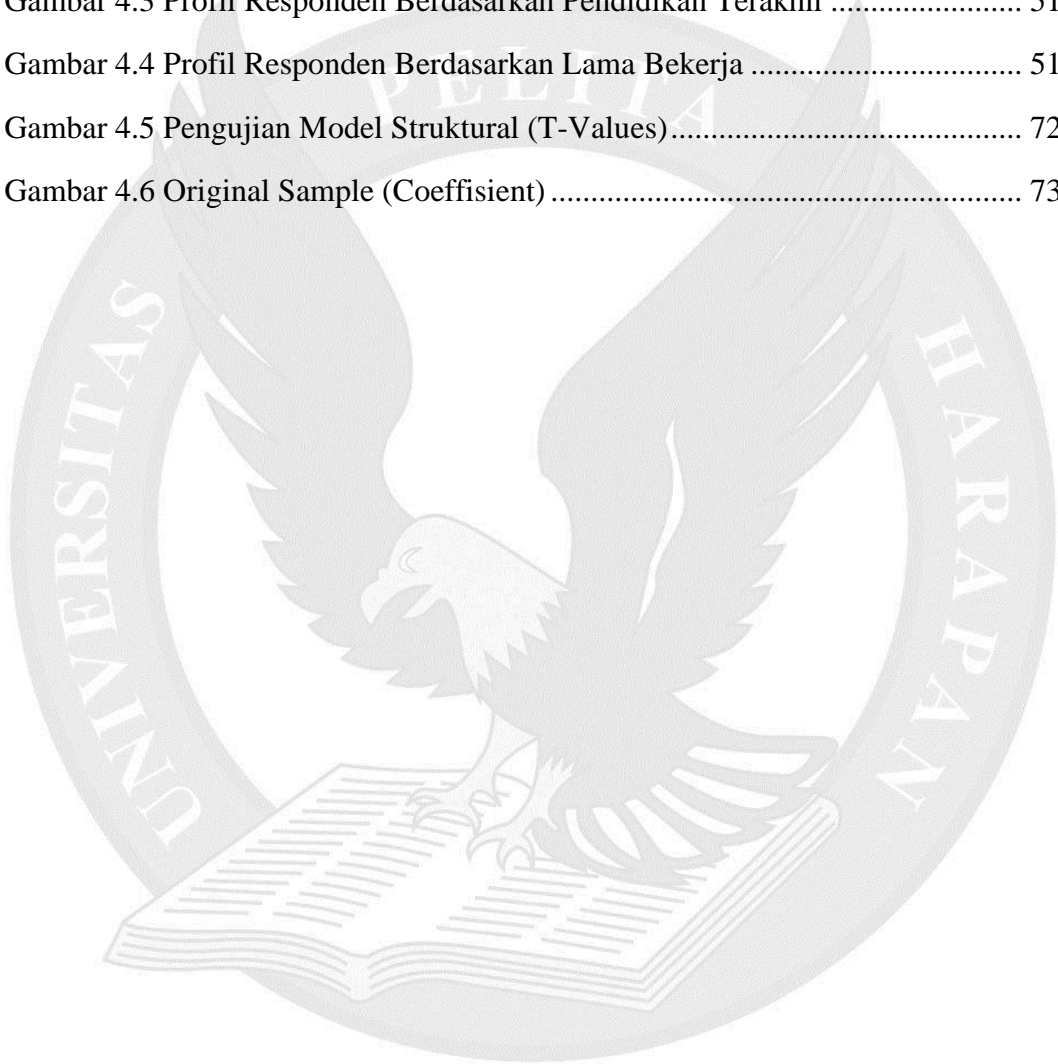 Gambar 4.3 Profil Responden Berdasarkan Pendidikan Terakhir ........................ 51
Gambar 4.4 Profil Responden Berdasarkan Lama Bekerja .................................. 51
Gambar 4.5 Pengujian Model Struktural (T-Values) ............................................ 72
Gambar 4.6 Original Sample (Coeffisient) ........................................................... 73
UNIVERSITAS
PELITA
HARAPAN